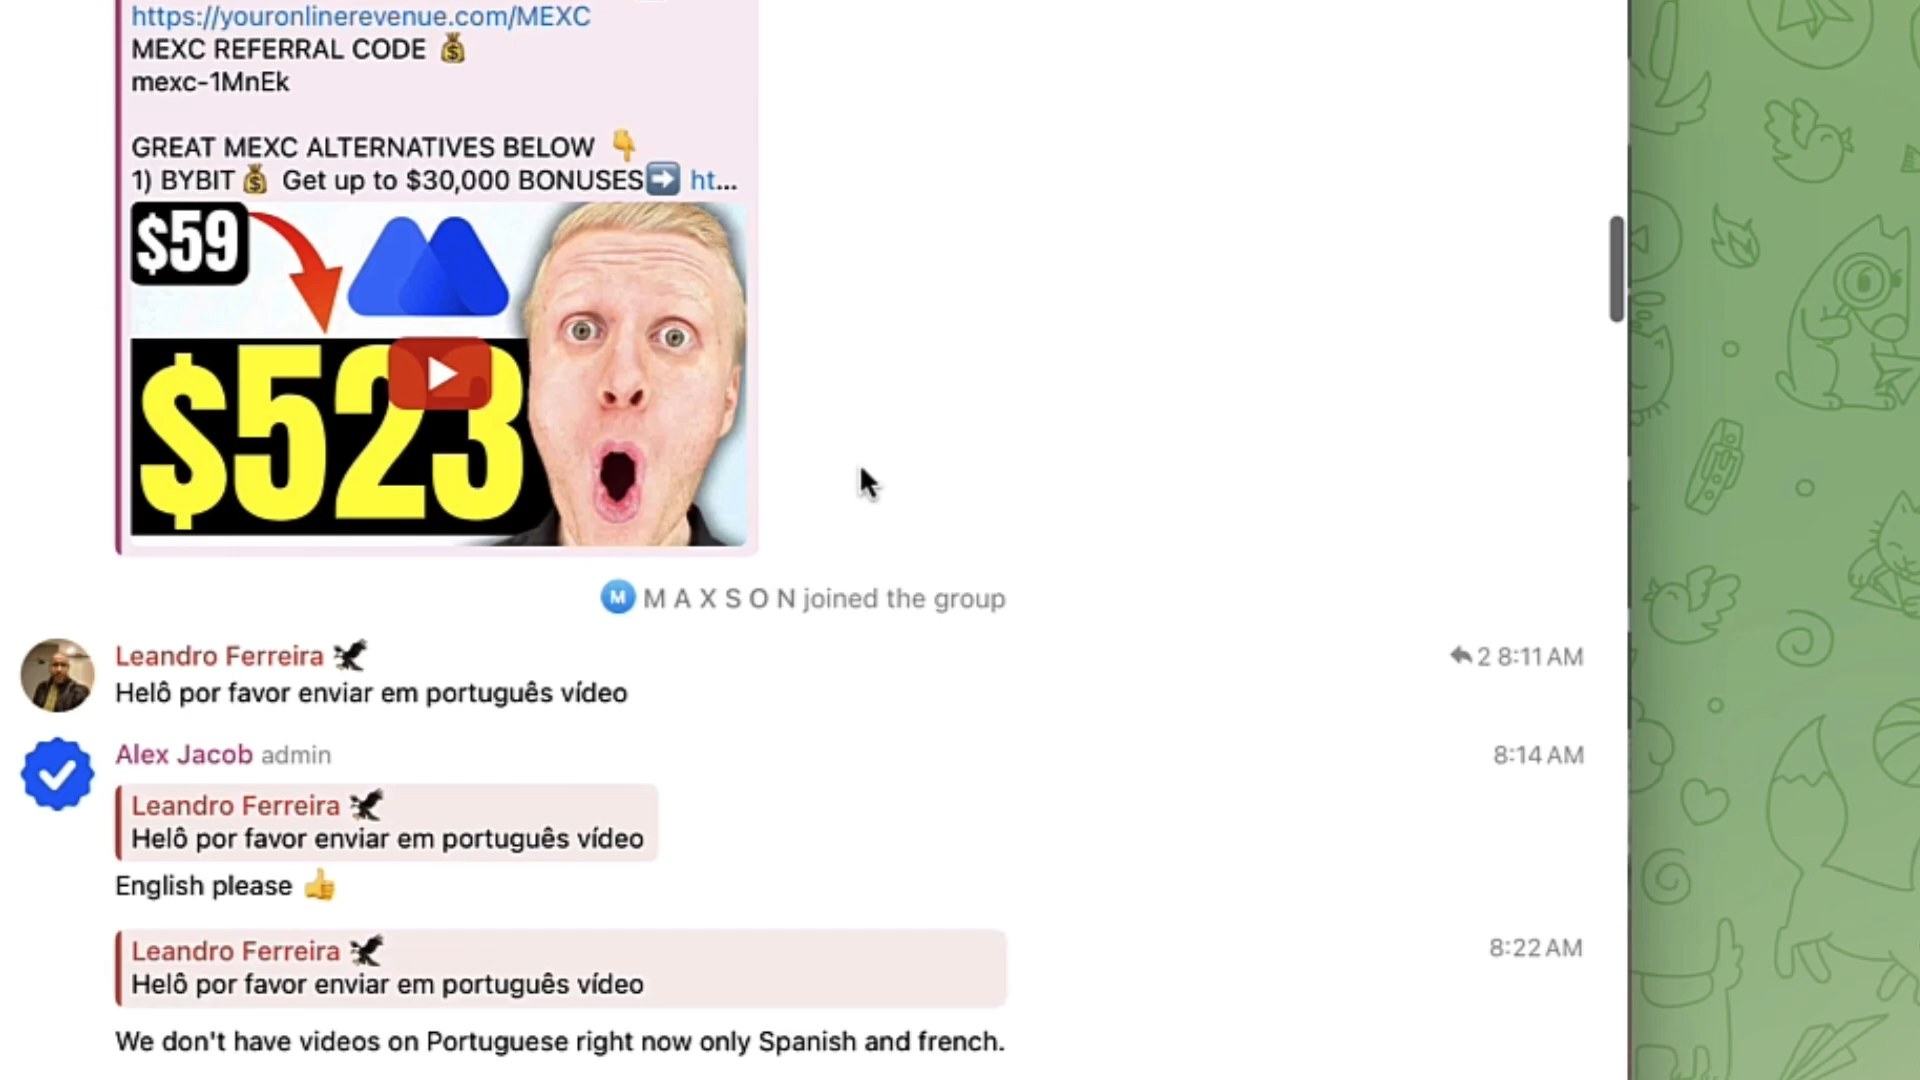 https://youronlinerevenue.com/MEXC
MEXC REFERRAL CODE 💰
mexc-1MnEk
GREAT MEXC ALTERNATIVES BELOW 👇
1) BYBIT 💰 Get up to $30,000 BONUSES➡️ ht...
$59
$523
M M A X S O N joined the group
Leandro Ferreira 2 8:11 AM
Helô por favor enviar em português vídeo
Alex Jacob admin 8:14 AM
Leandro Ferreira
Helô por favor enviar em português vídeo
English please 👍
Leandro Ferreira 8:22 AM
Helô por favor enviar em português vídeo
We don't have videos on Portuguese right now only Spanish and french.